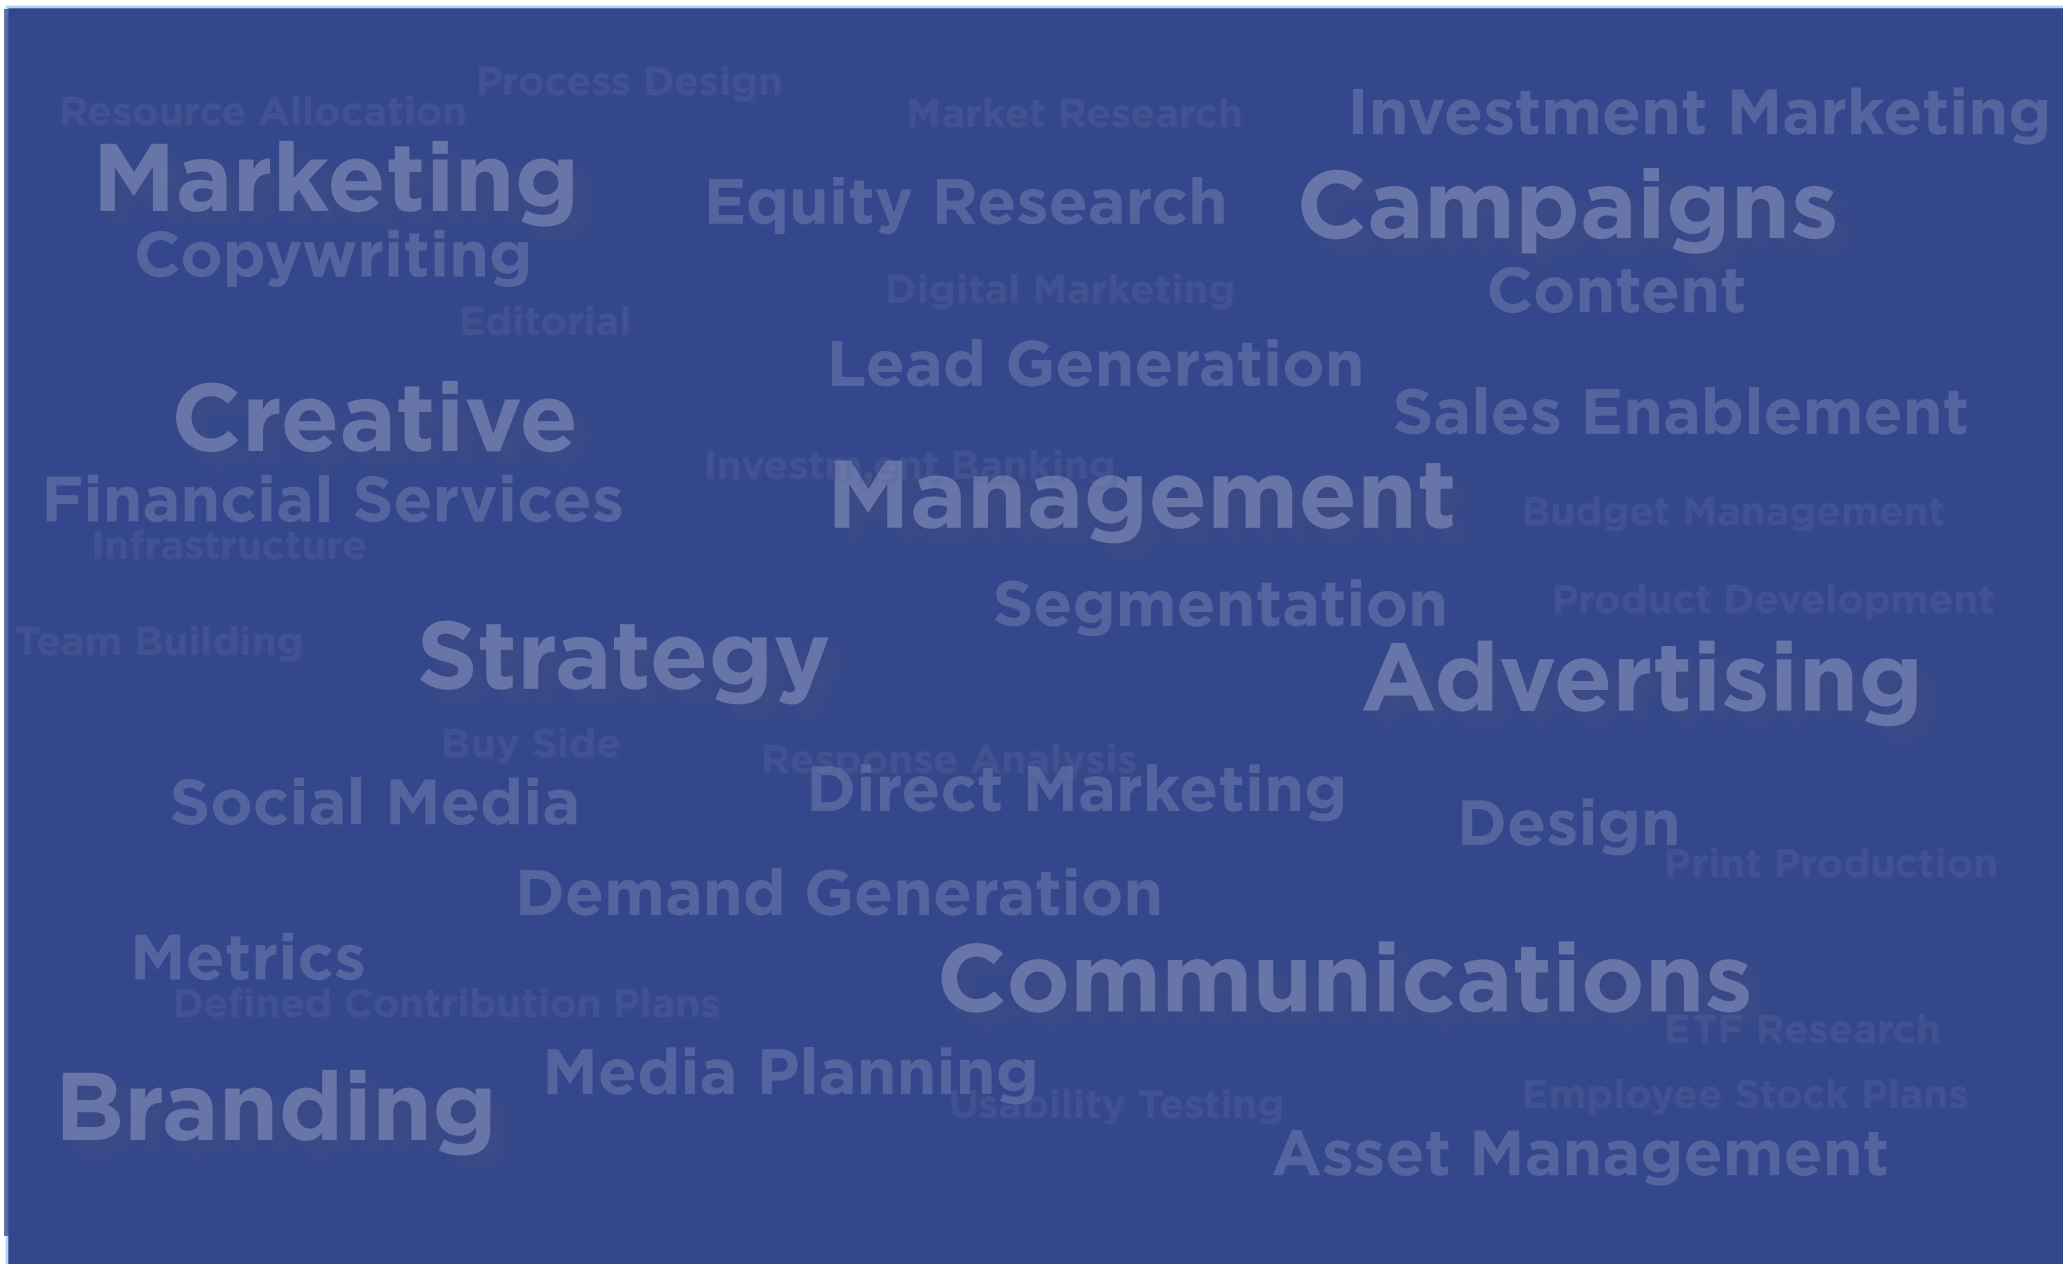 Process Design
Resource Allocation
Market Research
Investment Marketing
Marketing
Equity Research
Campaigns
Copywriting
Digital Marketing
Content
Editorial
Lead Generation
Creative
Sales Enablement
Investm,ent Banking
Management
Financial Services
Budget Management
Infrastructure
Segmentation
Product Development
Team Building
Strategy
Advertising
Buy Side
Response Analysis
Direct Marketing
Social Media
Design
Print Production
Demand Generation
Metrics
Communications
Defined Contribution Plans
ETF Research
Media Planning
Branding
Usability Testing
Employee Stock Plans
Asset Management